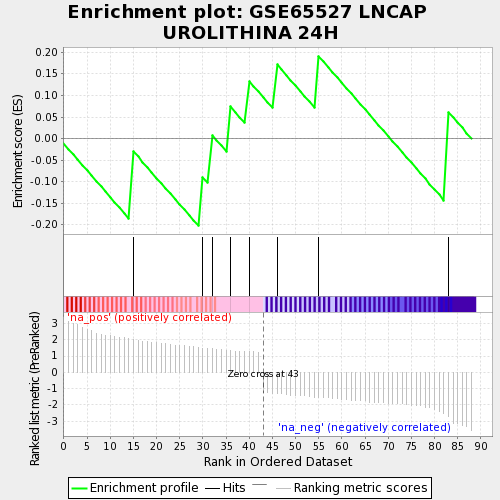 Enrichment plot: GSE65527 LNCAP
UROLITHINA 24H
Enrichment score (ES)
0.20
0.15
0.10
0.05
0.00
-0.05
-0.10
-0.15
-0.20
'na_pos' (positively correlated)
Ranked list metric (PreRanked)
3
2
1
0
-1
-2
-3
Zero cross at 43
'na_neg' (negatively correlated)
0 5 10 15 20 25 30 35 40 45 50 55 60 65 70 75 80 85 90
Rank in Ordered Dataset
Enrichment profile Hits Ranking metric scores